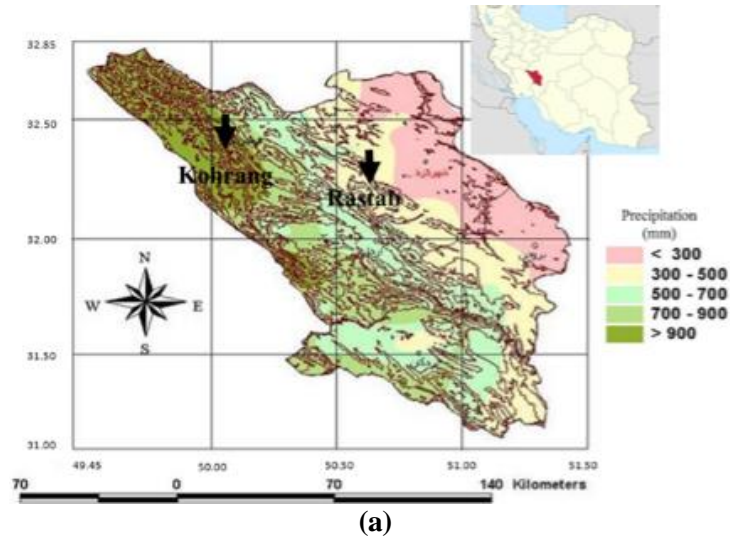 32.85
32.50
32.00
31.50
31.00
49.45
50.00
50.50
51.00
51.50
Kohrang
Rastab
N
W
E
S
Precipitation
(mm)
< 300
300 - 500
500 - 700
700 - 900
> 900
70
0
70
140
Kilometers
(a)